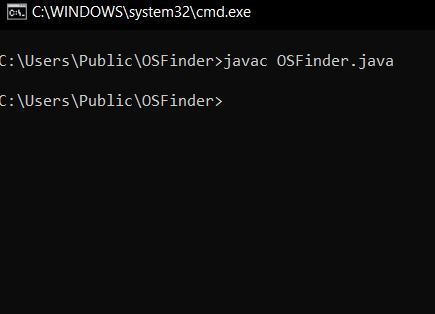 C:\WINDOWS\system32\cmd.exe
C:\Users\Public\OSFinder>javac OSFinder.java
C:\Users\Public\OSFinder>